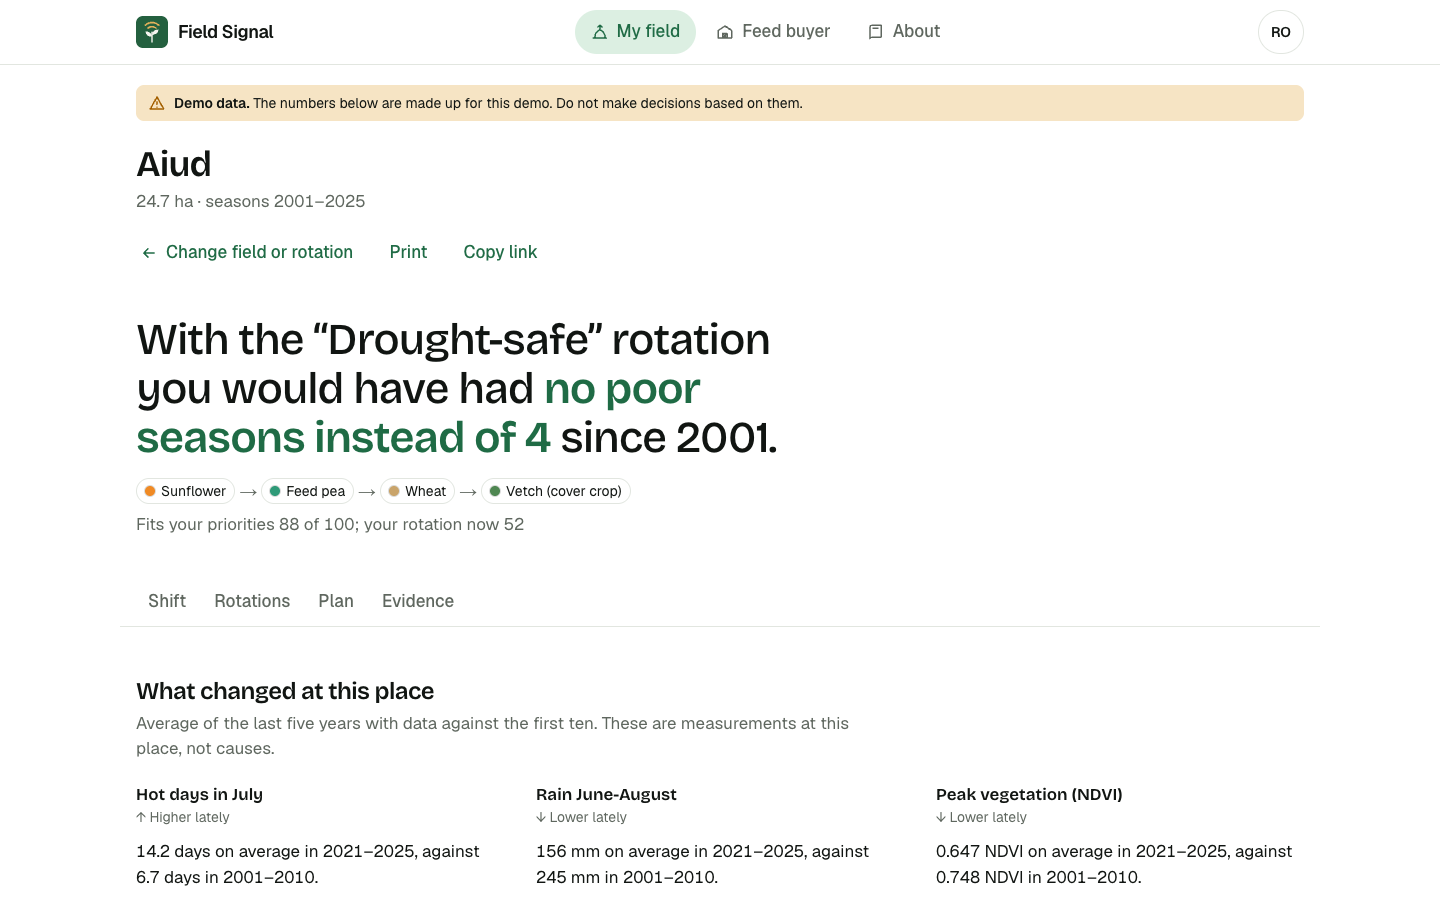 Field Signal
My field
Feed buyer
About
RO
Demo data. The numbers below are made up for this demo. Do not make decisions based on them.
Aiud
24.7 ha · seasons 2001–2025
← Change field or rotation
Print
Copy link
With the “Drought-safe” rotation
you would have had no poor
seasons instead of 4 since 2001.
Sunflower → Feed pea → Wheat → Vetch (cover crop)
Fits your priorities 88 of 100; your rotation now 52
Shift
Rotations
Plan
Evidence
What changed at this place
Average of the last five years with data against the first ten. These are measurements at this
place, not causes.
Hot days in July
↑ Higher lately
14.2 days on average in 2021–2025, against
6.7 days in 2001–2010.
Rain June-August
↓ Lower lately
156 mm on average in 2021–2025, against
245 mm in 2001–2010.
Peak vegetation (NDVI)
↓ Lower lately
0.647 NDVI on average in 2021–2025, against
0.748 NDVI in 2001–2010.